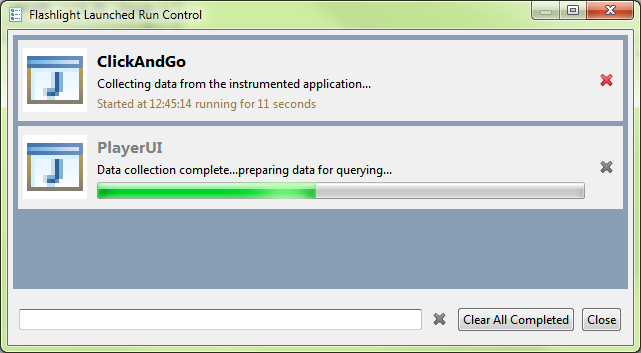 Flashlight Launched Run Control
ClickAndGo
Collecting data from the instrumented application...
Started at 12:45:14 running for 11 seconds
PlayerUI
Data collection complete...preparing data for querying...
Clear All Completed
Close